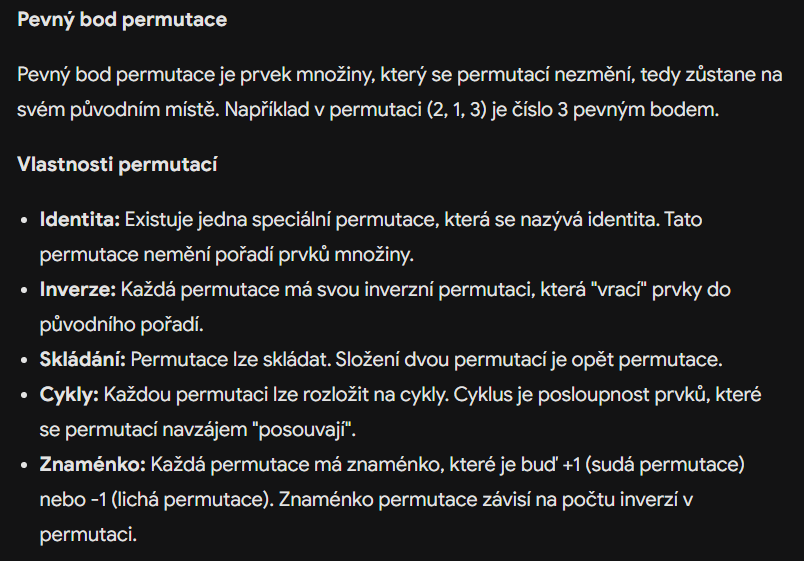 Pevný bod permutace
Pevný bod permutace je prvek množiny, který se permutací nezmění, tedy zůstane na
svém původním místě. Například v permutaci (2, 1, 3) je číslo 3 pevným bodem.
Vlastnosti permutací
• Identita: Existuje jedna speciální permutace, která se nazývá identita. Tato
permutace nemění pořadí prvků množiny.
• Inverze: Každá permutace má svou inverzní permutaci, která "vrací" prvky do
původního pořadí.
• Skládání: Permutace lze skládat. Složení dvou permutací je opět permutace.
• Cykly: Každou permutaci lze rozložit na cykly. Cyklus je posloupnost prvků, které
se permutací navzájem "posouvají".
• Znaménko: Každá permutace má znaménko, které je buď +1 (sudá permutace)
nebo -1 (lichá permutace). Znaménko permutace závisí na počtu inverzí v
permutaci.